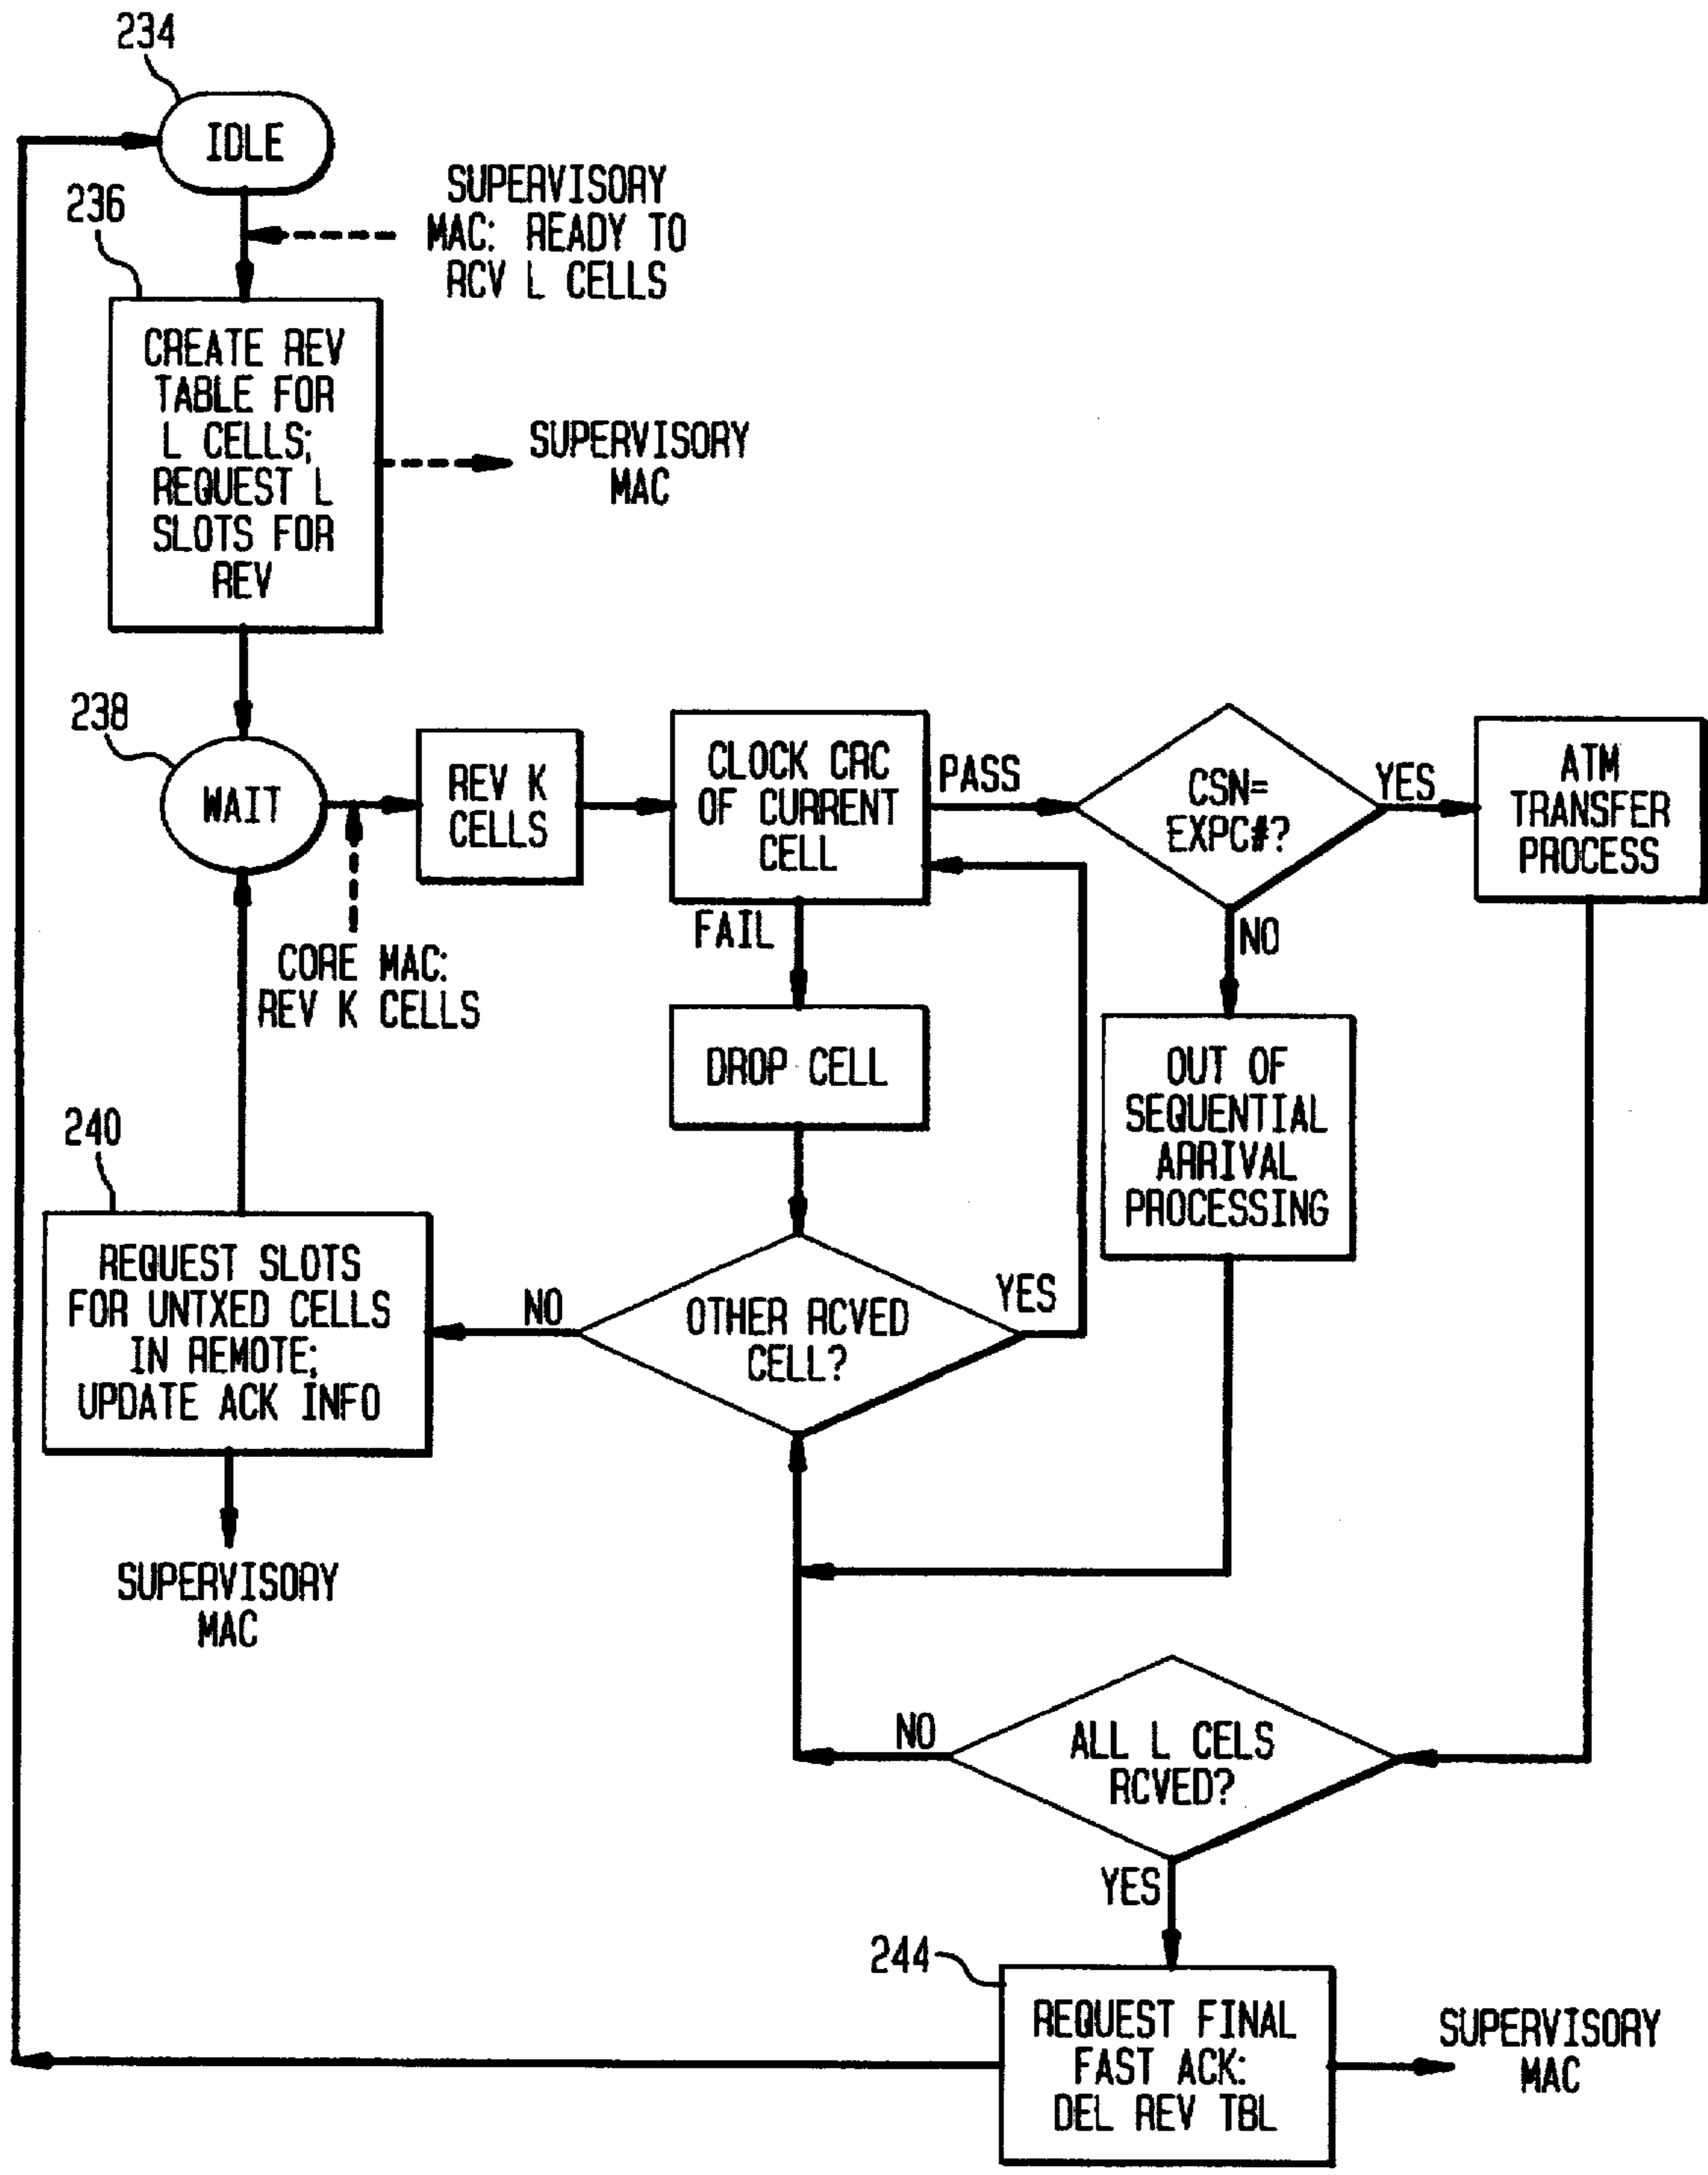 234
IDLE
236
SUPERVISORY
MAC: READY TO
RCV L CELLS
CREATE REV
TABLE FOR
L CELLS;
REQUEST L
SLOTS FOR
REV
SUPERVISORY
MAC
238
WAIT
REV K
CELLS
CLOCK CRC
OF CURRENT
CELL
PASS
CSN=
EXPC#?
YES
ATM
TRANSFER
PROCESS
FAIL
NO
CORE MAC:
REV K CELLS
DROP CELL
OUT OF
SEQUENTIAL
ARRIVAL
PROCESSING
240
REQUEST SLOTS
FOR UNTXED CELLS
IN REMOTE;
UPDATE ACK INFO
NO
OTHER RCVED
CELL?
YES
SUPERVISORY
MAC
NO
ALL L CELS
RCVED?
YES
244
REQUEST FINAL
FAST ACK:
DEL REV TBL
SUPERVISORY
MAC